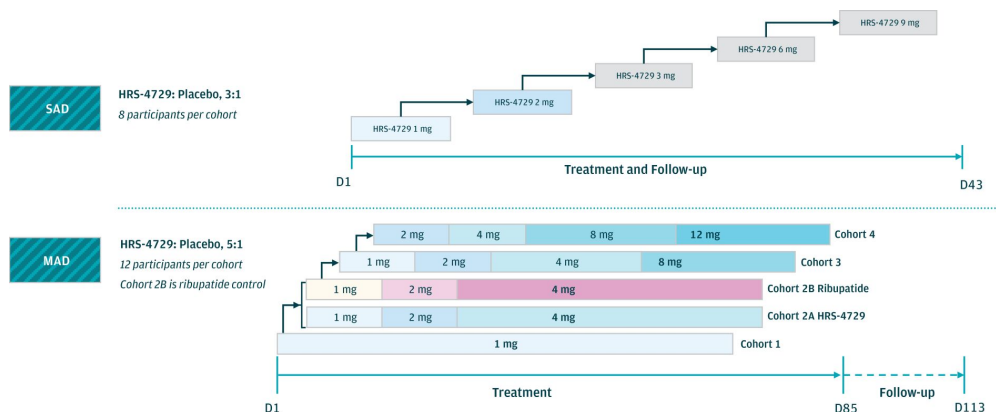 HRS-4729 9 mg
HRS-4729 6 mg
HRS-4729 3 mg
HRS-4729 2 mg
HRS-4729 1 mg
SAD
HRS-4729: Placebo, 3:1
8 participants per cohort
Treatment and Follow-up
D1
D43
MAD
HRS-4729: Placebo, 5:1
12 participants per cohort
Cohort 2B is ribupatide control
2 mg 4 mg 8 mg 12 mg Cohort 4
1 mg 2 mg 4 mg 8 mg Cohort 3
1 mg 2 mg 4 mg Cohort 2B Ribupatide
1 mg 2 mg 4 mg Cohort 2A HRS-4729
1 mg Cohort 1
Treatment Follow-up
D1 D85 D113